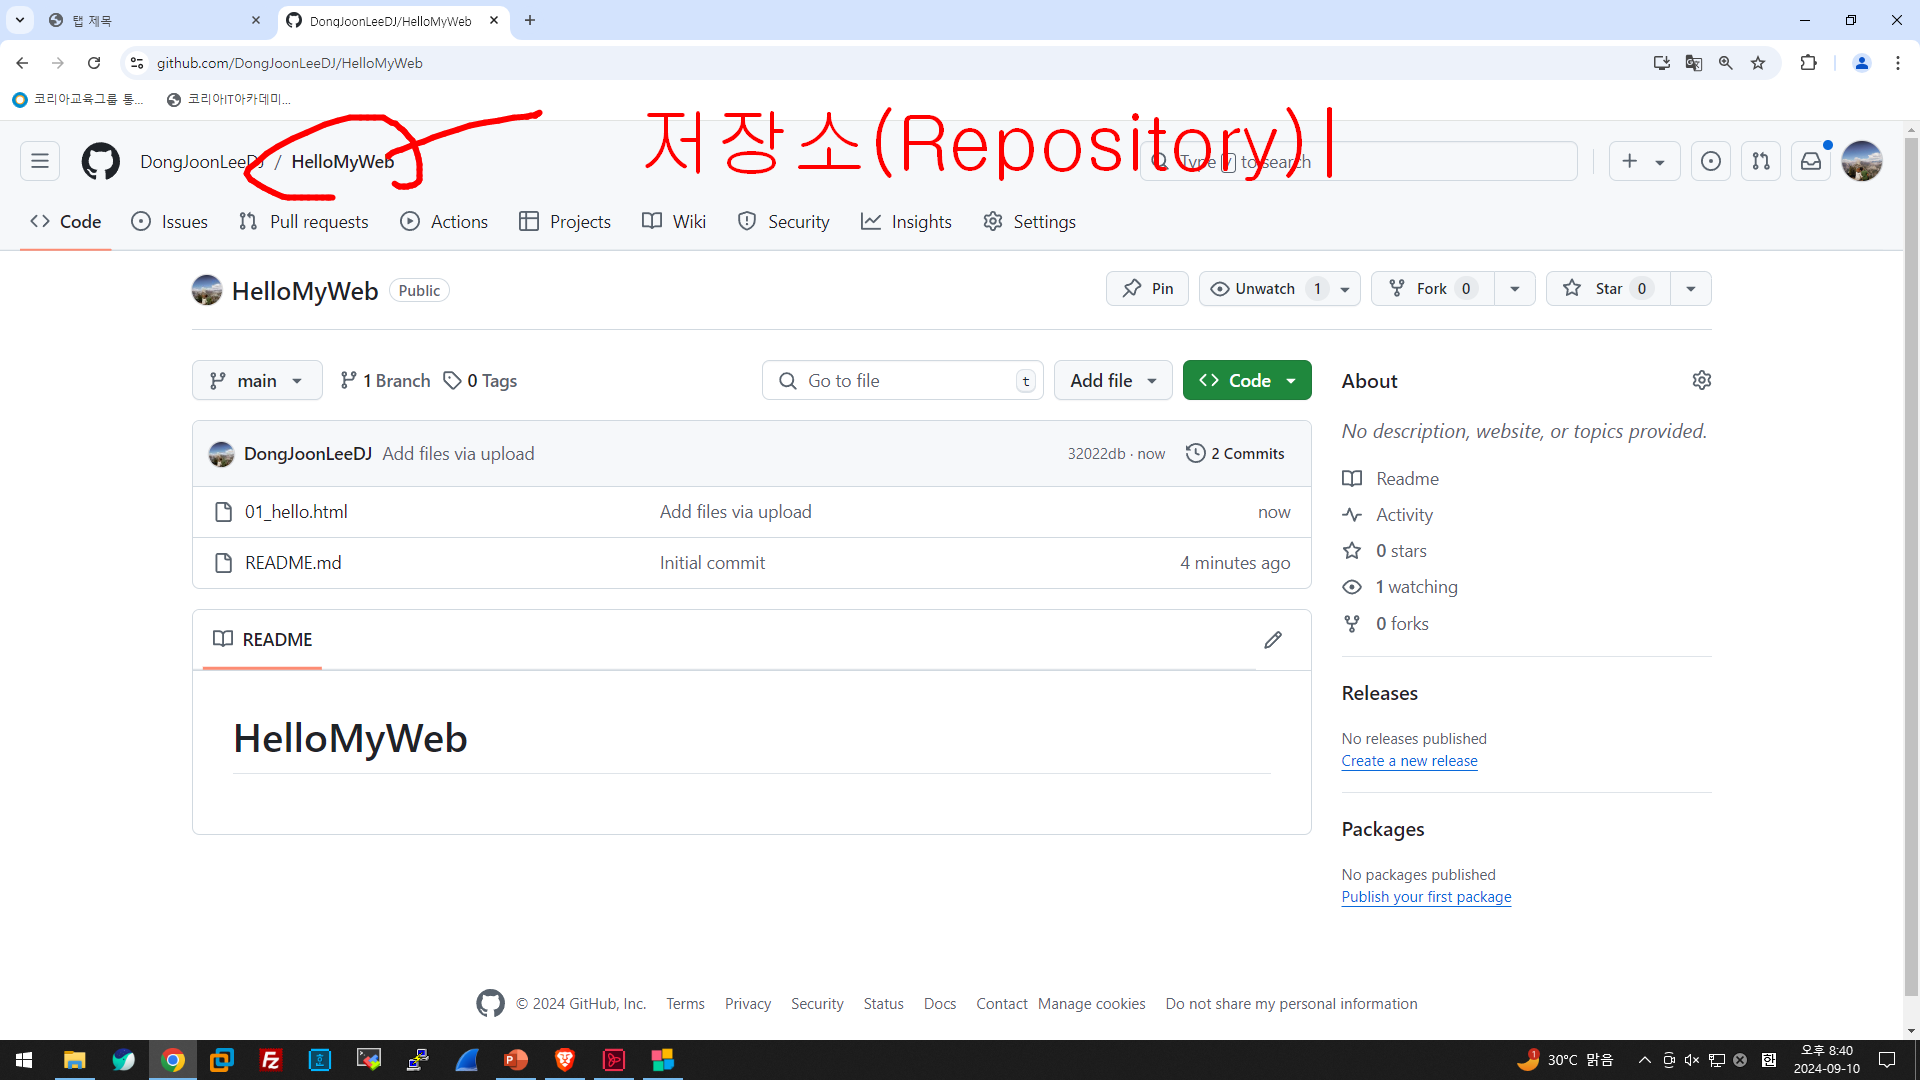 탭 제목
DongJoonLeeDJ/HelloMyWeb
github.com/DongJoonLeeDJ/HelloMyWeb
코리아교육그룹 통...
코리아IT아카데미...
저장소(Repository)
DongJoonLeeDJ / HelloMyWeb
Type / to search
Code Issues Pull requests Actions Projects Wiki Security Insights Settings
HelloMyWeb Public
Pin Unwatch 1 Fork 0 Star 0
main 1 Branch 0 Tags
Go to file t
Add file
Code
DongJoonLeeDJ Add files via upload 32022db · now 2 Commits
01_hello.html Add files via upload now
README.md Initial commit 4 minutes ago
README
HelloMyWeb
About
No description, website, or topics provided.
Readme
Activity
0 stars
1 watching
0 forks
Releases
No releases published
Create a new release
Packages
No packages published
Publish your first package
© 2024 GitHub, Inc. Terms Privacy Security Status Docs Contact Manage cookies Do not share my personal information
1
30°C 맑음
한
오후 8:40
2024-09-10